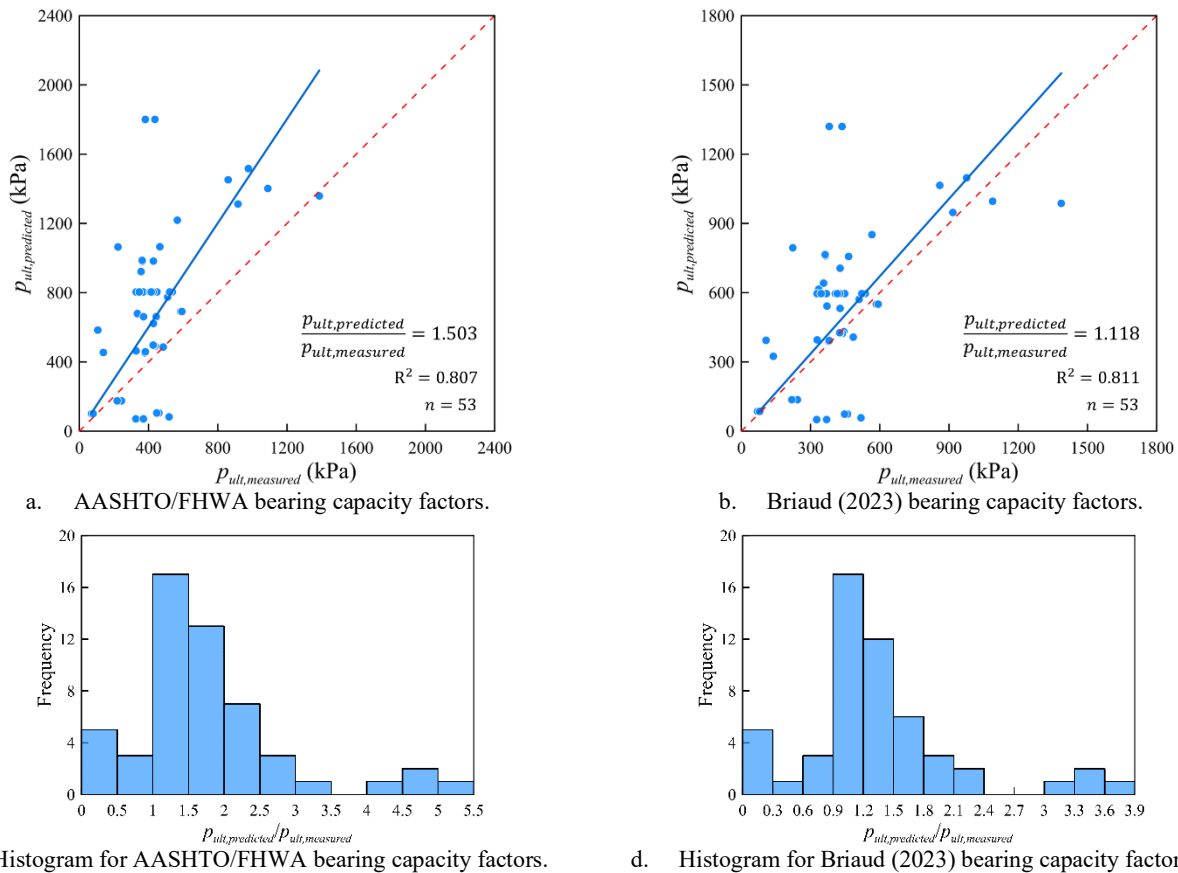 2400
2000
1600
1200
800
400
0
0 400 800 1200 1600 2000 2400
p_ult,predicted (kPa)
p_ult,measured (kPa)
p_ult,predicted / p_ult,measured = 1.503
R² = 0.807
n = 53
a. AASHTO/FHWA bearing capacity factors.
1800
1500
1200
900
600
300
0
0 300 600 900 1200 1500 1800
p_ult,predicted (kPa)
p_ult,measured (kPa)
p_ult,predicted / p_ult,measured = 1.118
R² = 0.811
n = 53
b. Briaud (2023) bearing capacity factors.
20
16
12
8
4
0
0 0.5 1 1.5 2 2.5 3 3.5 4 4.5 5 5.5
Frequency
p_ult,predicted/p_ult,measured
Histogram for AASHTO/FHWA bearing capacity factors.
20
16
12
8
4
0
0 0.3 0.6 0.9 1.2 1.5 1.8 2.1 2.4 2.7 3 3.3 3.6 3.9
Frequency
p_ult,predicted/p_ult,measured
d. Histogram for Briaud (2023) bearing capacity factor